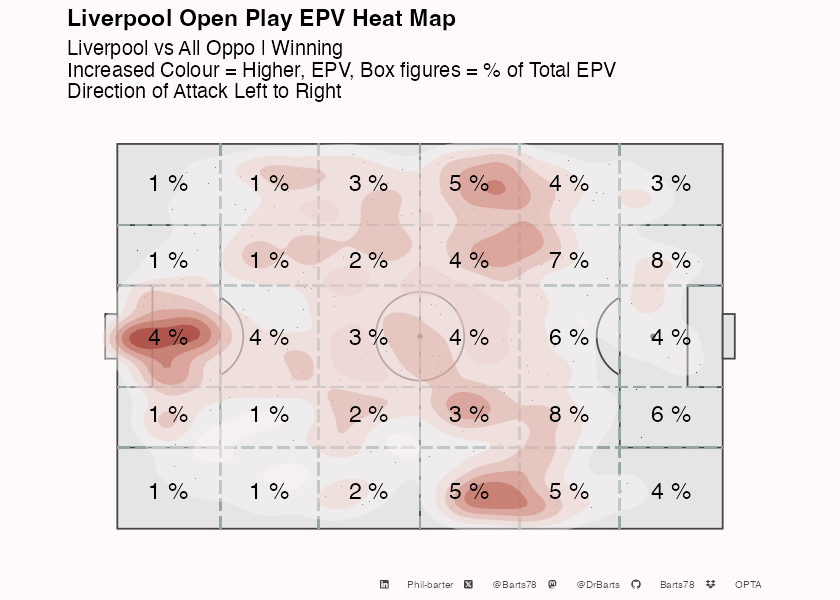 Liverpool Open Play EPV Heat Map
Liverpool vs All Oppo | Winning
Increased Colour = Higher, EPV, Box figures = % of Total EPV
Direction of Attack Left to Right
1 % 1 % 3 % 5 % 4 % 3 %
1 % 1 % 2 % 4 % 7 % 8 %
4 % 4 % 3 % 4 % 6 % 4 %
1 % 1 % 2 % 3 % 8 % 6 %
1 % 1 % 2 % 5 % 5 % 4 %
Phil-barter @Barts78 @DrBarts Barts78 OPTA